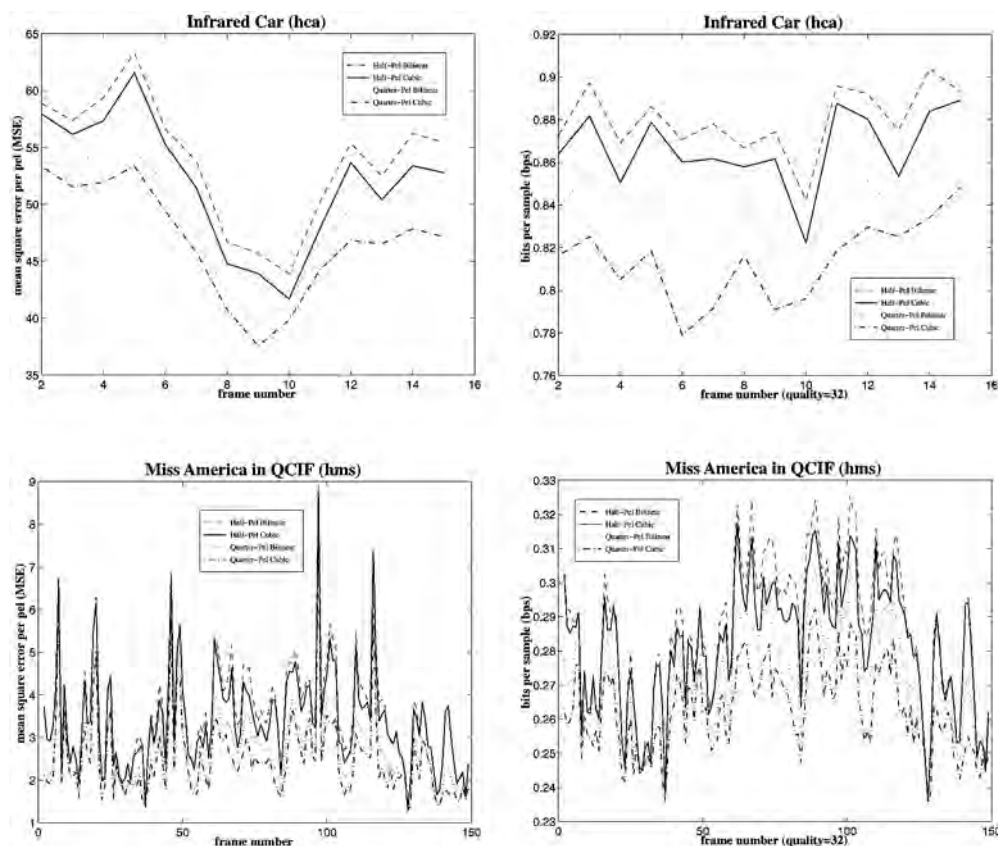 Infrared Car (hca)
65
60
55
50
45
40
35
2 4 6 8 10 12 14 16
frame number
mean square error per pel (MSE)
Half-Pel Bilinear
Half-Pel Cubic
Quarter-Pel Bilinear
Quarter-Pel Cubic
Infrared Car (hca)
0.92
0.9
0.88
0.86
0.84
0.82
0.8
0.78
0.76
2 4 6 8 10 12 14 16
frame number (quality=32)
bits per sample (bps)
Half-Pel Bilinear
Half-Pel Cubic
Quarter-Pel Bilinear
Quarter-Pel Cubic
Miss America in QCIF (hms)
9
8
7
6
5
4
3
2
1
0 50 100 150
frame number
mean square error per pel (MSE)
Half-Pel Bilinear
Half-Pel Cubic
Quarter-Pel Bilinear
Quarter-Pel Cubic
Miss America in QCIF (hms)
0.33
0.32
0.31
0.3
0.29
0.28
0.27
0.26
0.25
0.24
0.23
0 50 100 150
frame number (quality=32)
bits per sample (bps)
Half-Pel Bilinear
Half-Pel Cubic
Quarter-Pel Bilinear
Quarter-Pel Cubic